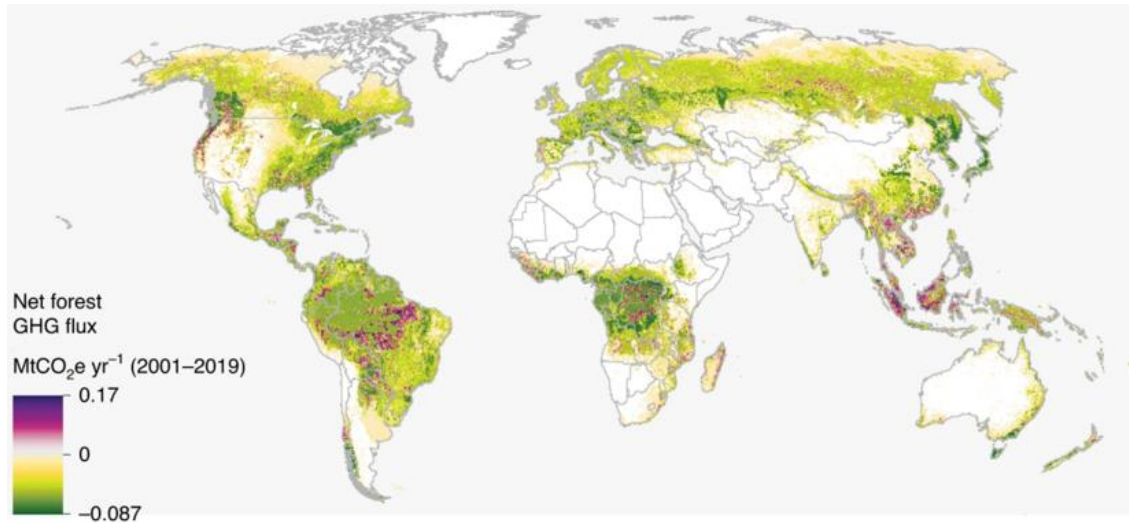 Net forest
GHG flux
MtCO₂e yr⁻¹ (2001–2019)
0.17
0
−0.087